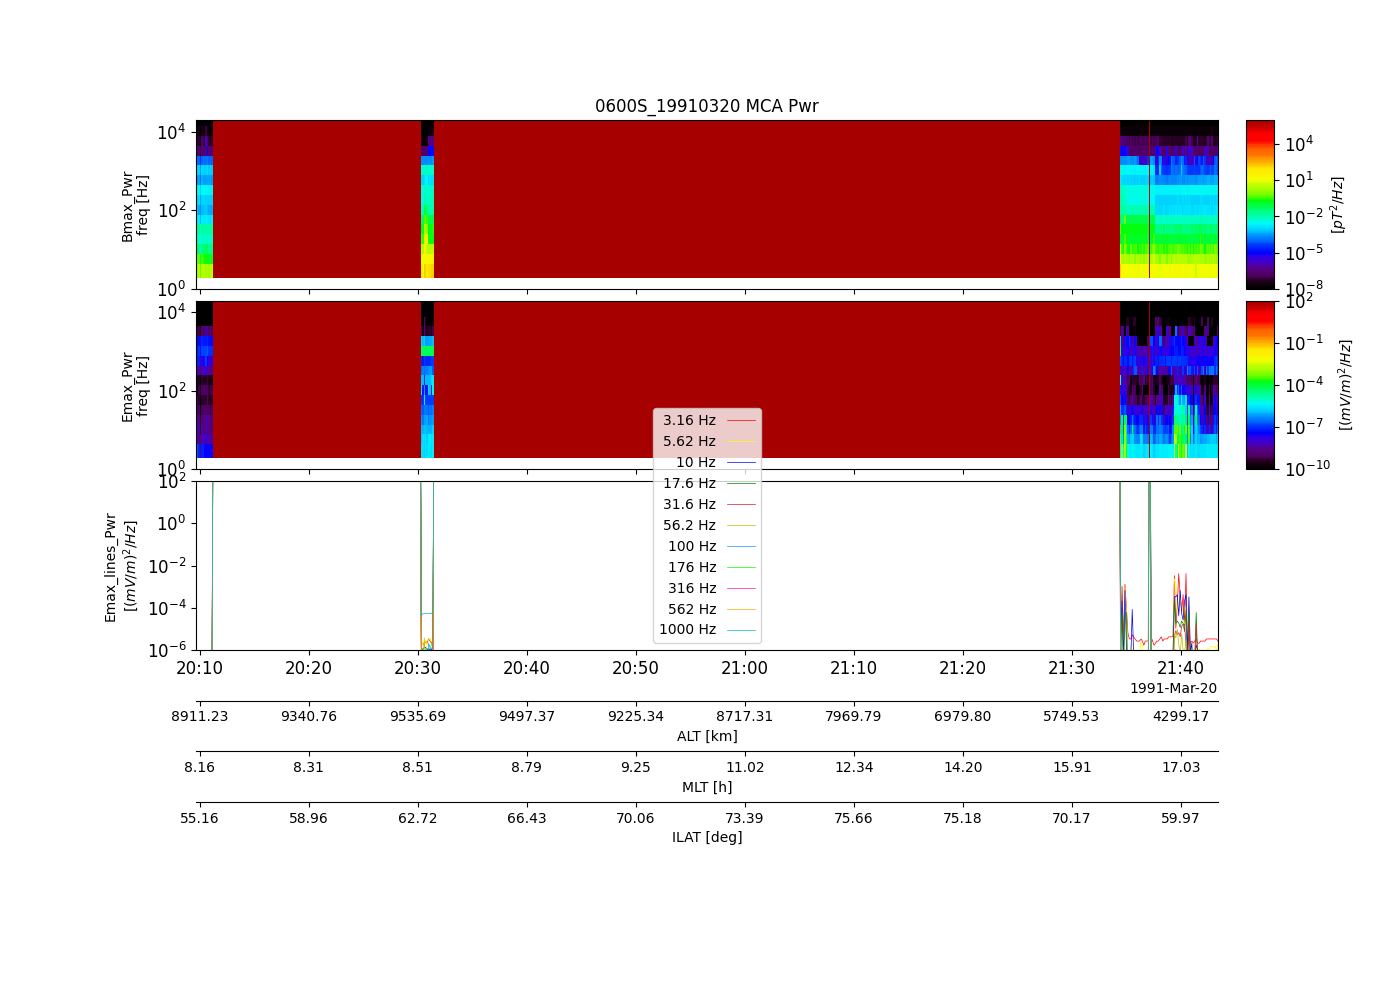 0600S_19910320 MCA Pwr
10^4
10^2
10^0
Bmax_Pwr
freq [Hz]
10^4
10^1
10^-2
10^-5
10^-8
[pT^2/Hz]
10^4
10^2
10^0
Emax_Pwr
freq [Hz]
10^2
10^-1
10^-4
10^-7
10^-10
[(mV/m)^2/Hz]
3.16 Hz
5.62 Hz
10 Hz
17.6 Hz
31.6 Hz
56.2 Hz
100 Hz
176 Hz
316 Hz
562 Hz
1000 Hz
10^2
10^0
10^-2
10^-4
10^-6
Emax_lines_Pwr
[(mV/m)^2/Hz]
20:10 20:20 20:30 20:40 20:50 21:00 21:10 21:20 21:30 21:40
1991-Mar-20
8911.23 9340.76 9535.69 9497.37 9225.34 8717.31 7969.79 6979.80 5749.53 4299.17
ALT [km]
8.16 8.31 8.51 8.79 9.25 11.02 12.34 14.20 15.91 17.03
MLT [h]
55.16 58.96 62.72 66.43 70.06 73.39 75.66 75.18 70.17 59.97
ILAT [deg]